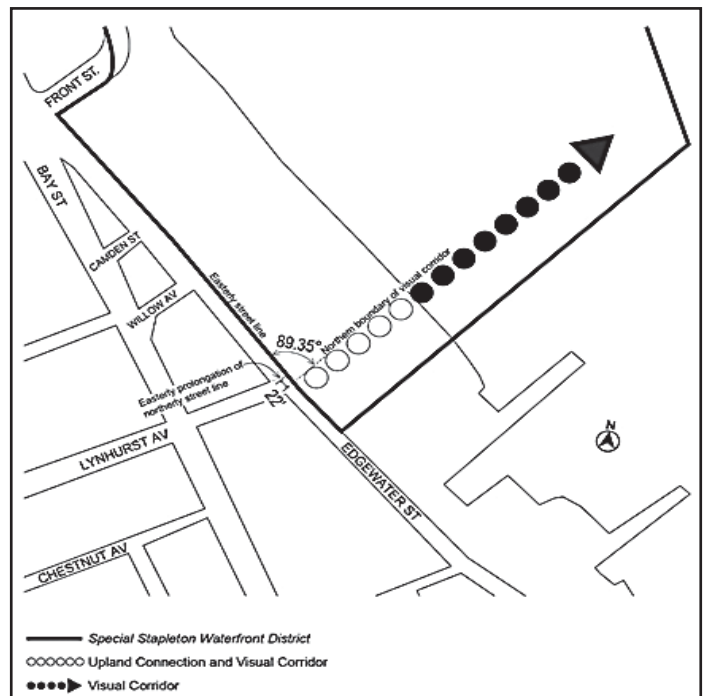 FRONT ST.
BAY ST
CAMDEN ST
WILLOW AV
Easterly street line
Northern boundary of visual corridor
89.35°
Easterly prolongation of
northerly street line
22'
LYNHURST AV
EDGEWATER ST
N
CHESTNUT AV
Special Stapleton Waterfront District
Upland Connection and Visual Corridor
Visual Corridor